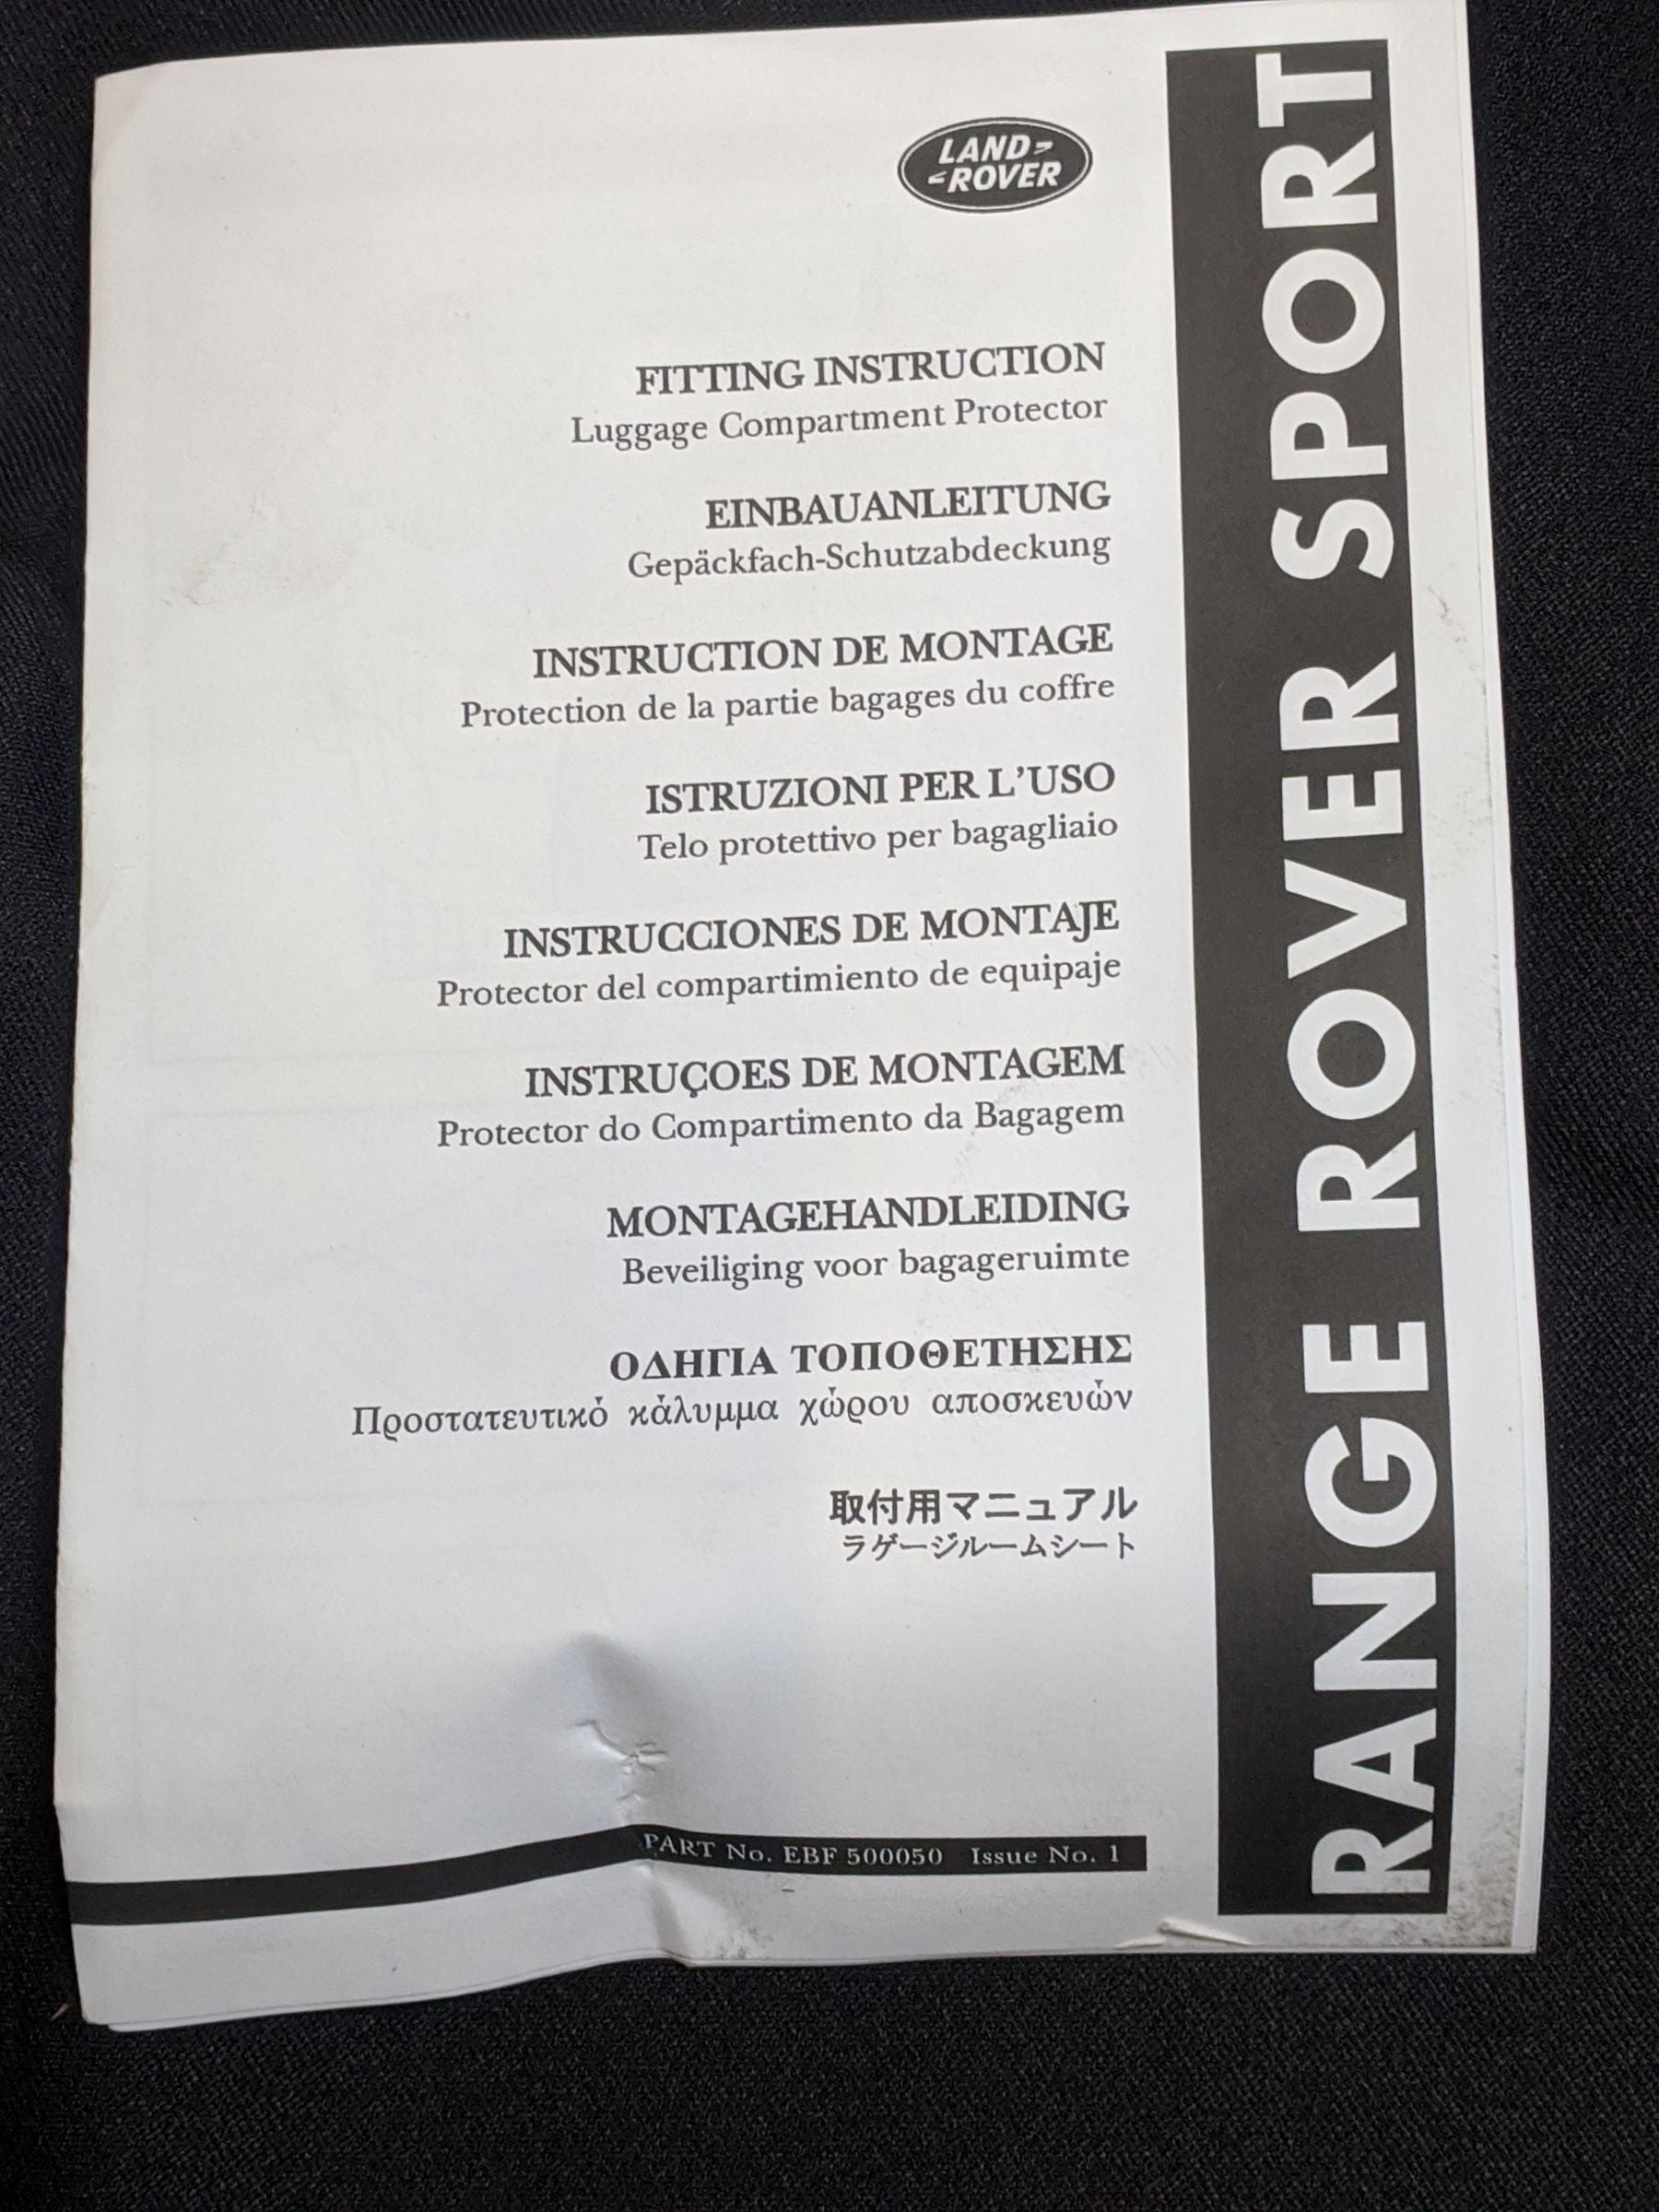 LAND
ROVER
FITTING INSTRUCTION
Luggage Compartment Protector
EINBAUANLEITUNG
Gepäckfach-Schutzabdeckung
INSTRUCTION DE MONTAGE
Protection de la partie bagages du coffre
ISTRUZIONI PER L'USO
Telo protettivo per bagagliaio
INSTRUCCIONES DE MONTAJE
Protector del compartimiento de equipaje
INSTRUÇOES DE MONTAGEM
Protector do Compartimento da Bagagem
MONTAGEHANDLEIDING
Beveiliging voor bagageruimte
ΟΔΗΓΙΑ ΤΟΠΟΘΕΤΗΣΗΣ
Προστατευτικό κάλυμμα χώρου αποσκευών
取付用マニュアル
ラゲージルームシート
PART No. EBF 500050 Issue No. 1
RANGE ROVER SPORT